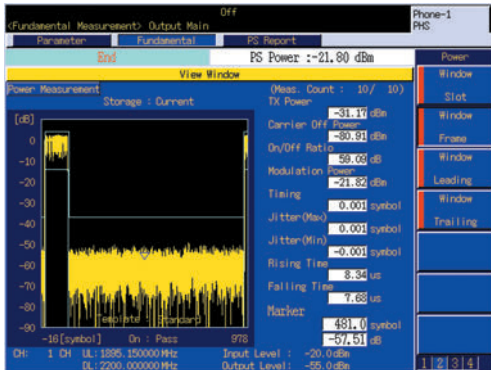 Off
Phone-1
<Fundamental Measurement> Output Main
PHS
Parameter
Fundamental
PS Report
End
PS Power :-21.80 dBm
Power
View Window
Window
Slot
Window
Frame
Window
Leading
Window
Trailing
Power Measurement
(Meas. Count : 10/ 10)
Storage : Current
TX Power
-31.17 dBm
Carrier Off Power
-80.91 dBm
On/Off Ratio
59.09 dB
Modulation Power
-21.82 dBm
Timing
0.001 symbol
Jitter(Max)
0.001 symbol
Jitter(Min)
-0.001 symbol
Rising Time
8.34 us
Falling Time
7.68 us
Marker
481.0 symbol
-57.51 dB
[dB]
0
-10
-20
-30
-40
-50
-60
-70
-80
-90
Template : Standard
-16[symbol] On : Pass 978
CH: 1 CH UL:1895.150000MHz Input Level : -20.0dBm
DL:2200.000000MHz Output Level: -55.0dBm
1 2 3 4